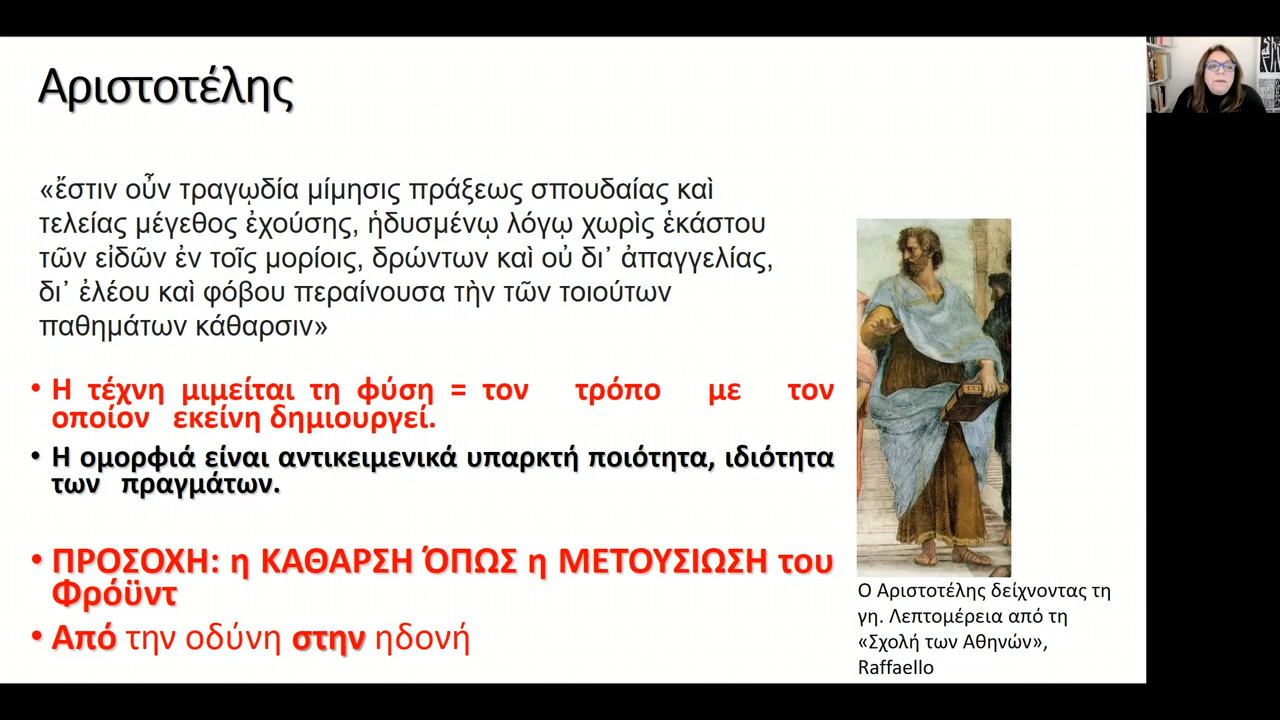 Αριστοτέλης
«ἔστιν οὖν τραγῳδία μίμησις πράξεως σπουδαίας καὶ
τελείας μέγεθος ἐχούσης, ἡδυσμένῳ λόγῳ χωρὶς ἑκάστου
τῶν εἰδῶν ἐν τοῖς μορίοις, δρώντων καὶ οὐ δι᾽ ἀπαγγελίας,
δι᾽ ἐλέου καὶ φόβου περαίνουσα τὴν τῶν τοιούτων
παθημάτων κάθαρσιν»
• Η τέχνη μιμείται τη φύση = τον τρόπο με τον
οποίον εκείνη δημιουργεί.
• Η ομορφιά είναι αντικειμενικά υπαρκτή ποιότητα, ιδιότητα
των πραγμάτων.
• ΠΡΟΣΟΧΗ: η ΚΑΘΑΡΣΗ ΌΠΩΣ η ΜΕΤΟΥΣΙΩΣΗ του
Φρόϋντ
• Από την οδύνη στην ηδονή
Ο Αριστοτέλης δείχνοντας τη
γη. Λεπτομέρεια από τη
«Σχολή των Αθηνών»,
Raffaello